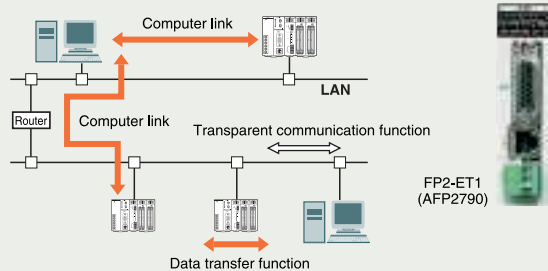 Computer link
LAN
Router
Computer link
Transparent communication function
FP2-ET1
(AFP2790)
Data transfer function